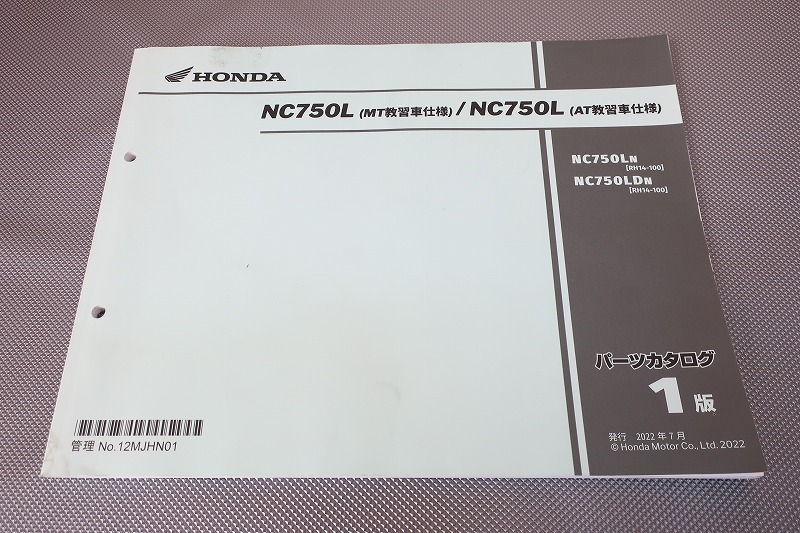 HONDA
NC750L (MT教習車仕様) / NC750L (AT教習車仕様)
NC750LN
[RH14-100]
NC750LDN
[RH14-100]
パーツカタログ
1版
発行 2022年7月
© Honda Motor Co., Ltd. 2022
管理 No.12MJHN01